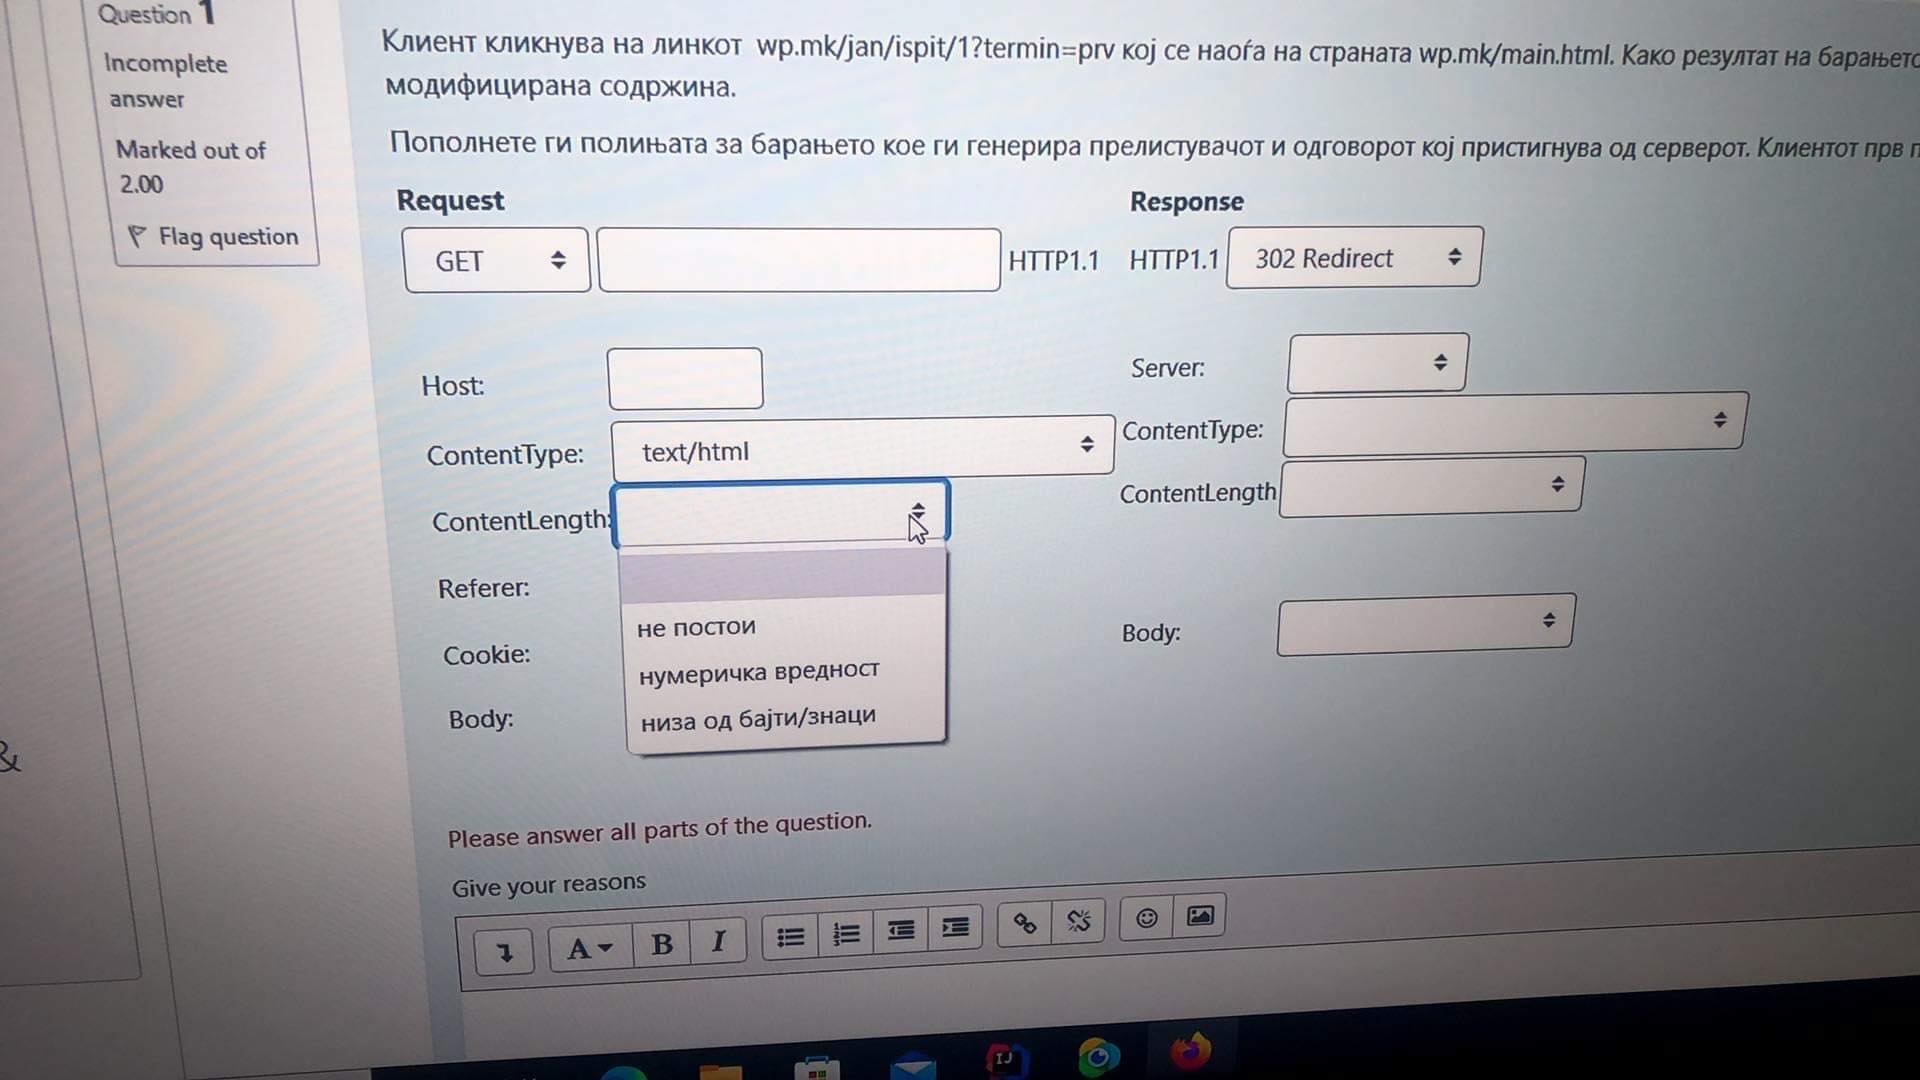 Question 1
Incomplete
answer
Marked out of
2.00
Flag question
Клиент кликнува на линкот wp.mk/jan/ispit/1?termin=prv кој се наоѓа на страната wp.mk/main.html. Како резултат на барањето
модифицирана содржина.
Пополнете ги полињата за барањето кое ги генерира прелистувачот и одговорот кој пристигнува од серверот. Клиентот прв
Request
Response
GET HTTP1.1 HTTP1.1 302 Redirect
Host:
Server:
ContentType: text/html
ContentType:
ContentLength:
ContentLength
Referer:
не постои
нумеричка вредност
низа од бајти/знаци
Cookie:
Body:
Body:
&
Please answer all parts of the question.
Give your reasons
A B I
IJ